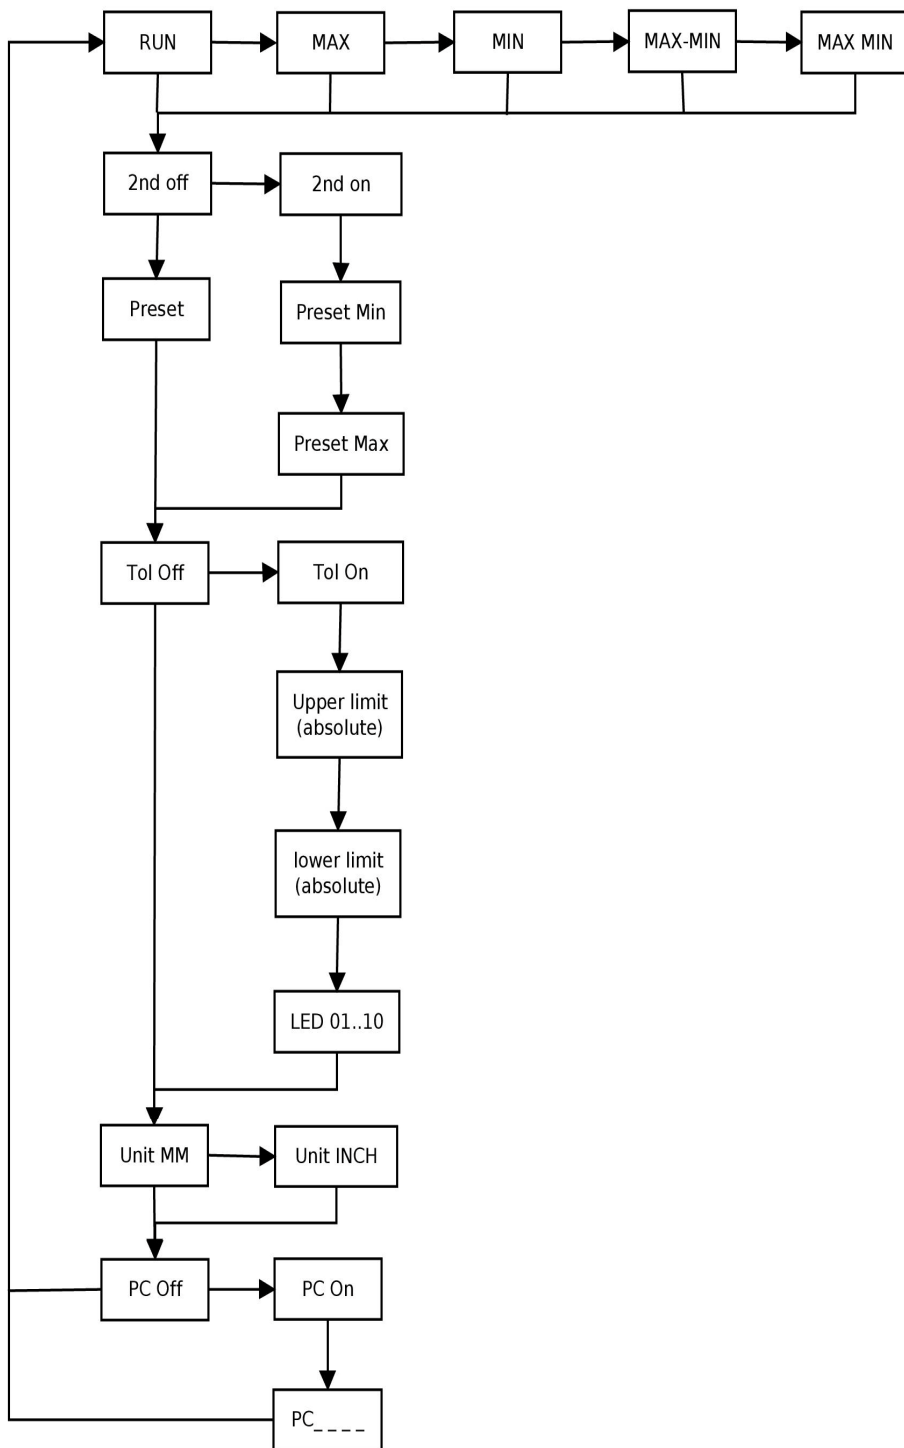 RUN
MAX
MIN
MAX-MIN
MAX MIN
2nd off
2nd on
Preset
Preset Min
Preset Max
Tol Off
Tol On
Upper limit
(absolute)
lower limit
(absolute)
LED 01..10
Unit MM
Unit INCH
PC Off
PC On
PC_ _ _ _